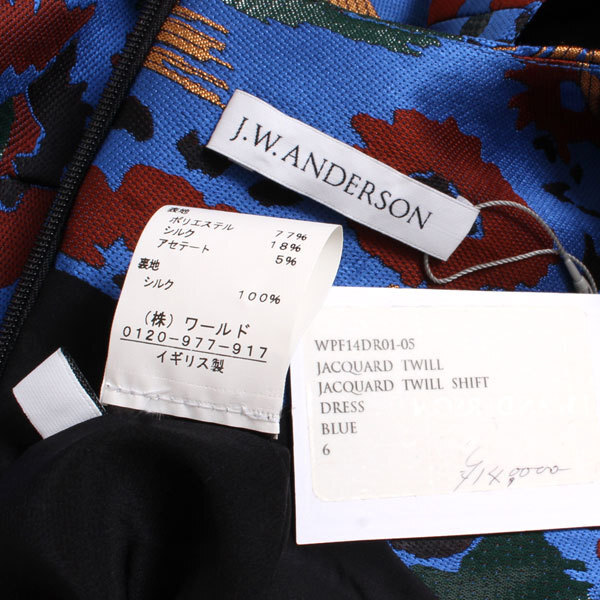 J.W.ANDERSON
表地
ポリエステル 77%
シルク 18%
アセテート 5%
裏地
シルク 100%
(株)ワールド
0120-977-917
イギリス製
WPF14DR01-05
JACQUARD TWILL
JACQUARD TWILL SHIFT
DRESS
BLUE
6